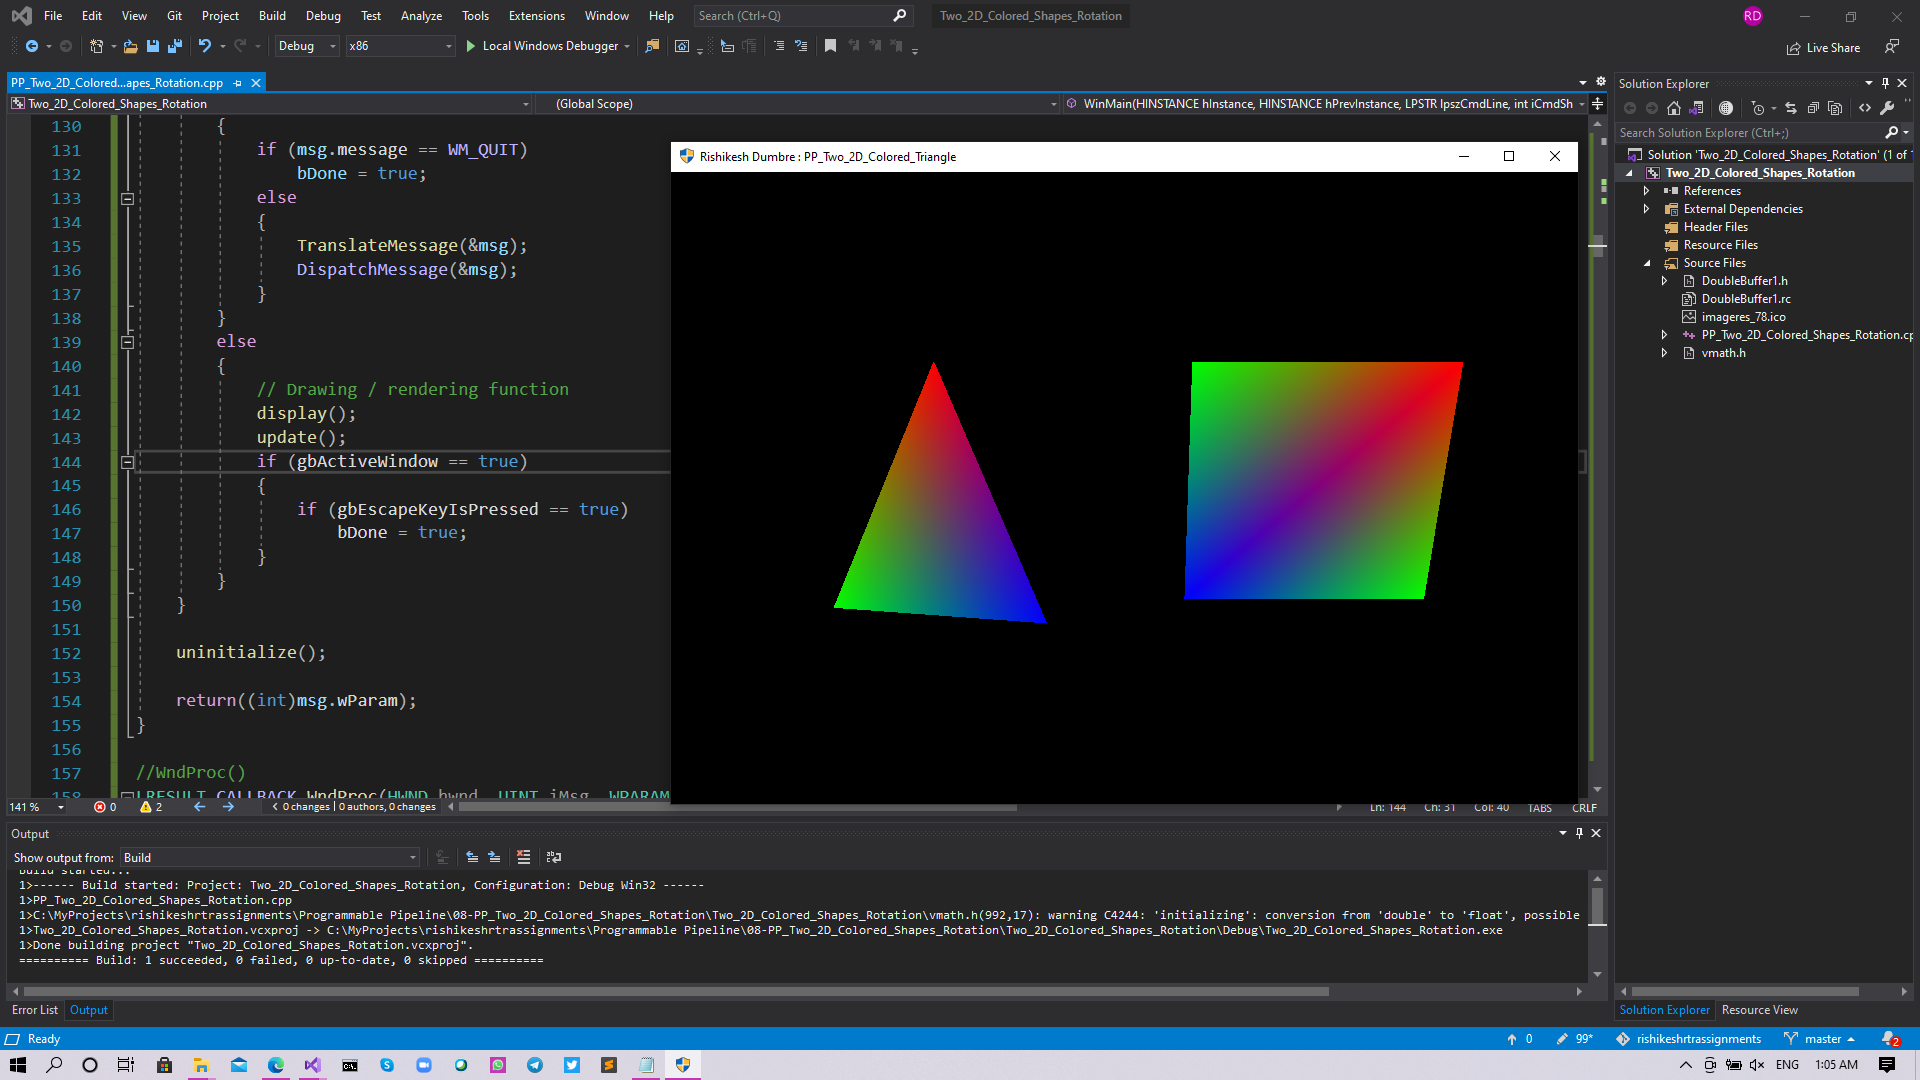 File Edit View Git Project Build Debug Test Analyze Tools Extensions Window Help Search (Ctrl+Q) Two_2D_Colored_Shapes_Rotation RD
Debug x86 Local Windows Debugger Live Share
PP_Two_2D_Colored...apes_Rotation.cpp
Two_2D_Colored_Shapes_Rotation (Global Scope) WinMain(HINSTANCE hInstance, HINSTANCE hPrevInstance, LPSTR lpszCmdLine, int iCmdSh
130 {
131 if (msg.message == WM_QUIT)
132 bDone = true;
133 else
134 {
135 TranslateMessage(&msg);
136 DispatchMessage(&msg);
137 }
138 }
139 else
140 {
141 // Drawing / rendering function
142 display();
143 update();
144 if (gbActiveWindow == true)
145 {
146 if (gbEscapeKeyIsPressed == true)
147 bDone = true;
148 }
149 }
150 }
151
152 uninitialize();
153
154 return((int)msg.wParam);
155 }
156
157 //WndProc()
158 LRESULT CALLBACK WndProc(HWND hwnd, UINT iMsg, WPARAM
Rishikesh Dumbre : PP_Two_2D_Colored_Triangle
141 % 0 2 0 changes | 0 authors, 0 changes Ln: 144 Ch: 31 Col: 40 TABS CRLF
Output
Show output from: Build
Build started...
1>------ Build started: Project: Two_2D_Colored_Shapes_Rotation, Configuration: Debug Win32 ------
1>PP_Two_2D_Colored_Shapes_Rotation.cpp
1>C:\MyProjects\rishikeshrtrassignments\Programmable Pipeline\08-PP_Two_2D_Colored_Shapes_Rotation\Two_2D_Colored_Shapes_Rotation\vmath.h(992,17): warning C4244: 'initializing': conversion from 'double' to 'float', possible
1>Two_2D_Colored_Shapes_Rotation.vcxproj -> C:\MyProjects\rishikeshrtrassignments\Programmable Pipeline\08-PP_Two_2D_Colored_Shapes_Rotation\Two_2D_Colored_Shapes_Rotation\Debug\Two_2D_Colored_Shapes_Rotation.exe
1>Done building project "Two_2D_Colored_Shapes_Rotation.vcxproj".
========== Build: 1 succeeded, 0 failed, 0 up-to-date, 0 skipped ==========
Error List Output
Solution Explorer
Search Solution Explorer (Ctrl+;)
Solution 'Two_2D_Colored_Shapes_Rotation' (1 of
Two_2D_Colored_Shapes_Rotation
References
External Dependencies
Header Files
Resource Files
Source Files
DoubleBuffer1.h
DoubleBuffer1.rc
imageres_78.ico
PP_Two_2D_Colored_Shapes_Rotation.cp
vmath.h
Solution Explorer Resource View
Ready 0 99* rishikeshrtrassignments master 2
ENG 1:05 AM